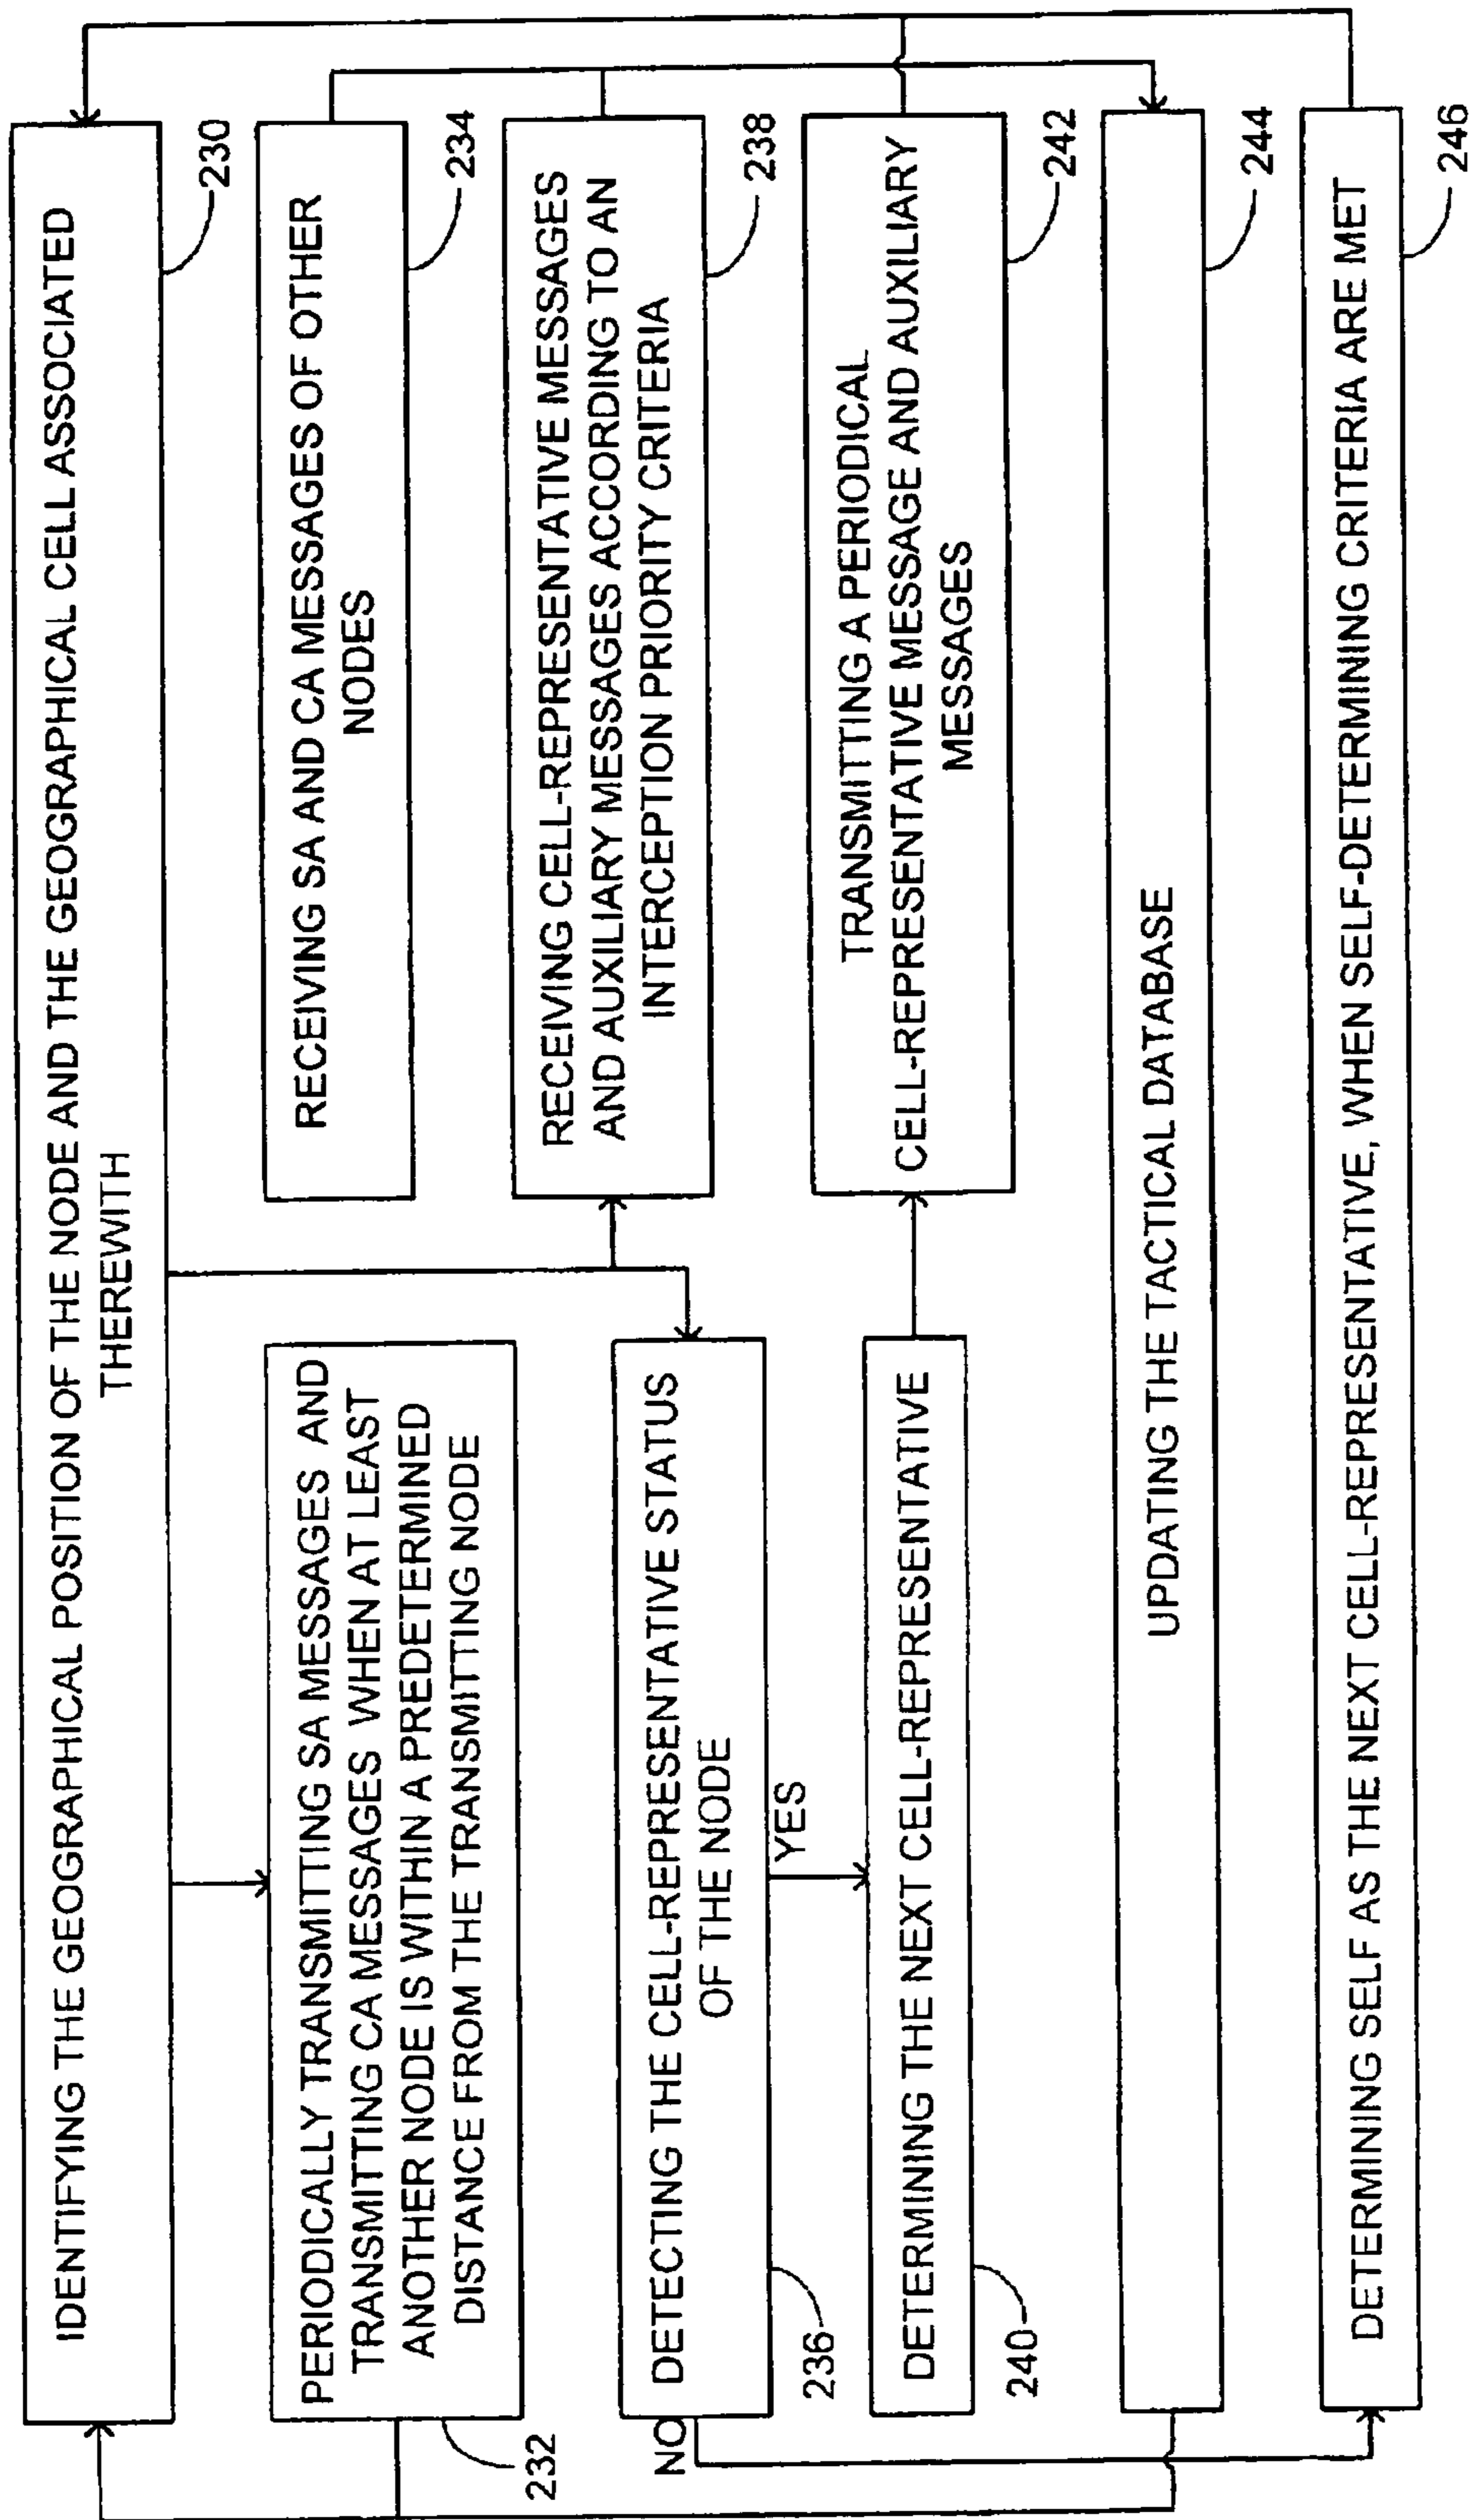 IDENTIFYING THE GEOGRAPHICAL POSITION OF THE NODE AND THE GEOGRAPHICAL CELL ASSOCIATED
THEREWITH
230
PERIODICALLY TRANSMITTING SA MESSAGES AND
TRANSMITTING CA MESSAGES WHEN AT LEAST
ANOTHER NODE IS WITHIN A PREDETERMINED
DISTANCE FROM THE TRANSMITTING NODE
232
RECEIVING SA AND CA MESSAGES OF OTHER
NODES
234
NO
DETECTING THE CELL-REPRESENTATIVE STATUS
OF THE NODE
236
YES
RECEIVING CELL-REPRESENTATIVE MESSAGES
AND AUXILIARY MESSAGES ACCORDING TO AN
INTERCEPTION PRIORITY CRITERIA
238
DETERMINING THE NEXT CELL-REPRESENTATIVE
240
TRANSMITTING A PERIODICAL
CELL-REPRESENTATIVE MESSAGE AND AUXILIARY
MESSAGES
242
UPDATING THE TACTICAL DATABASE
244
DETERMINING SELF AS THE NEXT CELL-REPRESENTATIVE, WHEN SELF-DETERMINING CRITERIA ARE MET
246